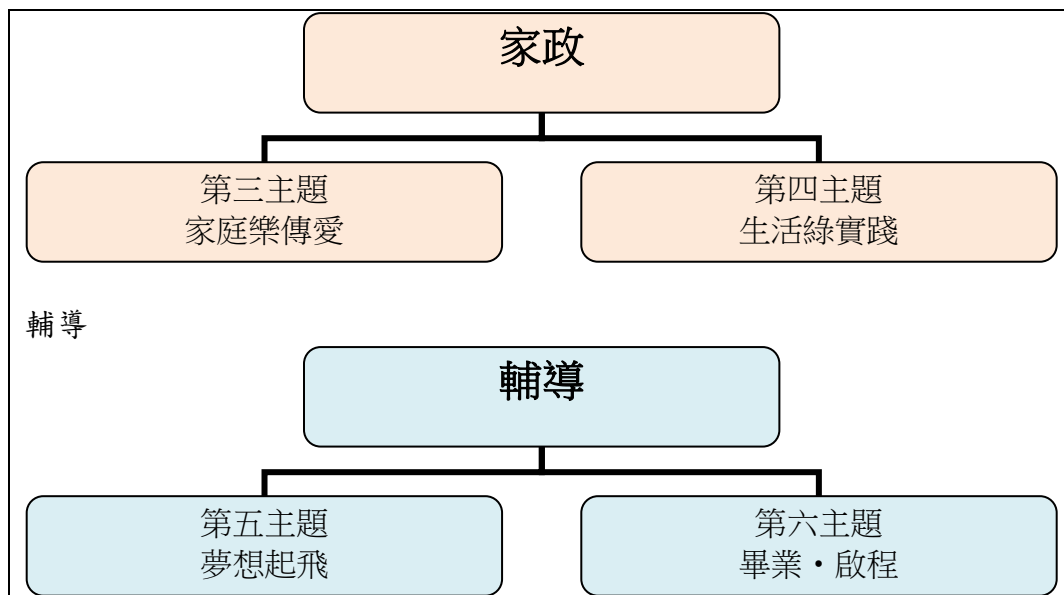 家政
第三主題
家庭樂傳愛
第四主題
生活綠實踐
輔導
輔導
第五主題
夢想起飛
第六主題
畢業・啟程